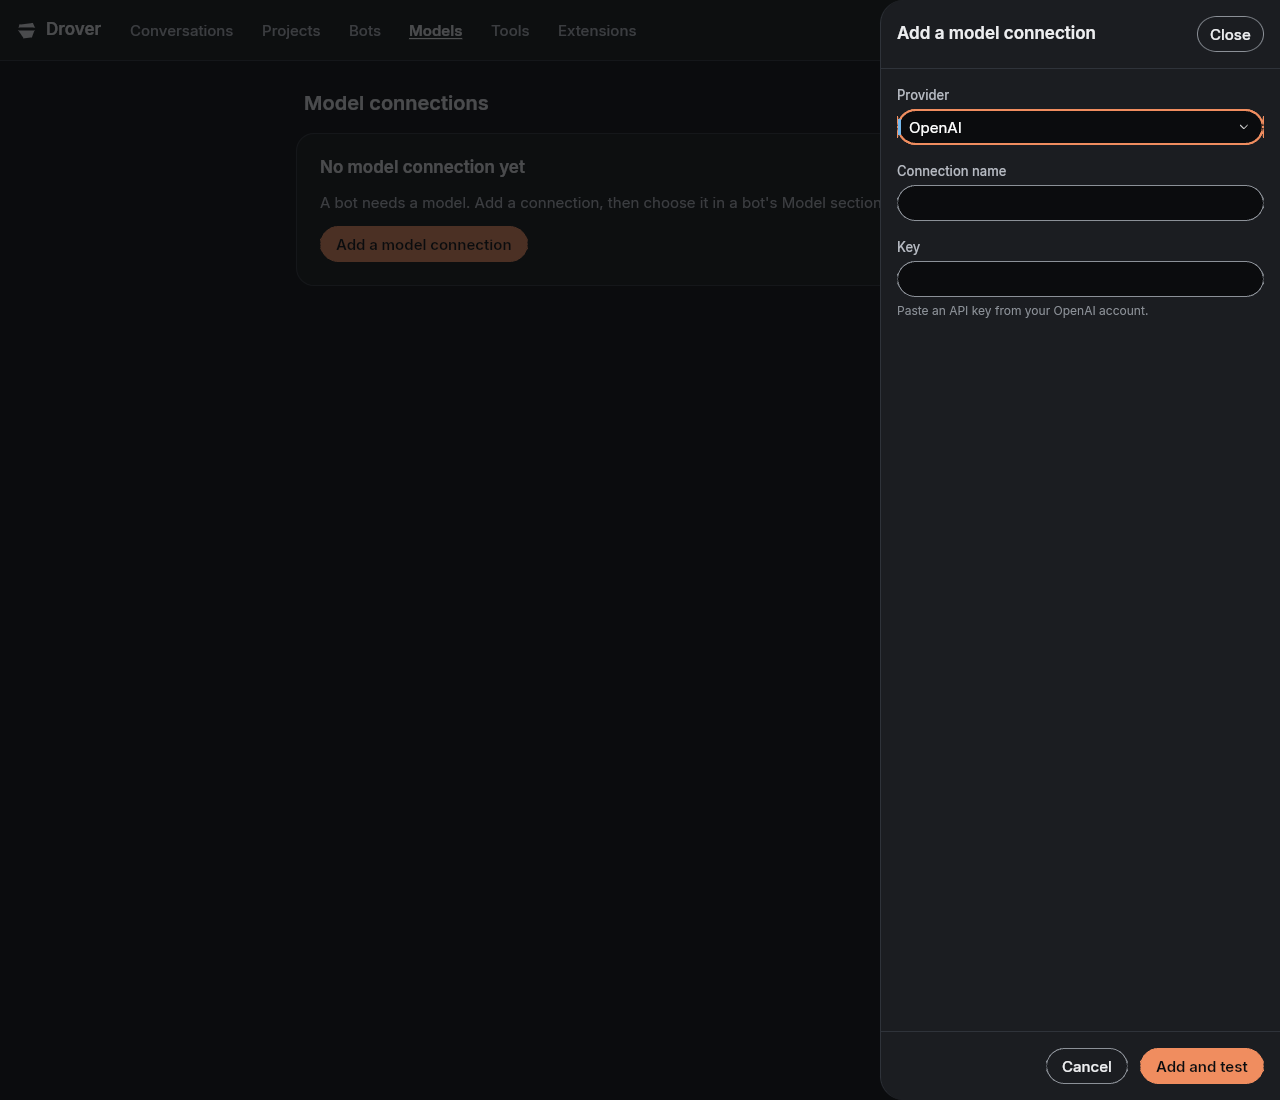 Drover
Conversations
Projects
Bots
Models
Tools
Extensions
Model connections
No model connection yet
A bot needs a model. Add a connection, then choose it in a bot's Model section
Add a model connection
Add a model connection
Close
Provider
OpenAI
Connection name
Key
Paste an API key from your OpenAI account.
Cancel
Add and test